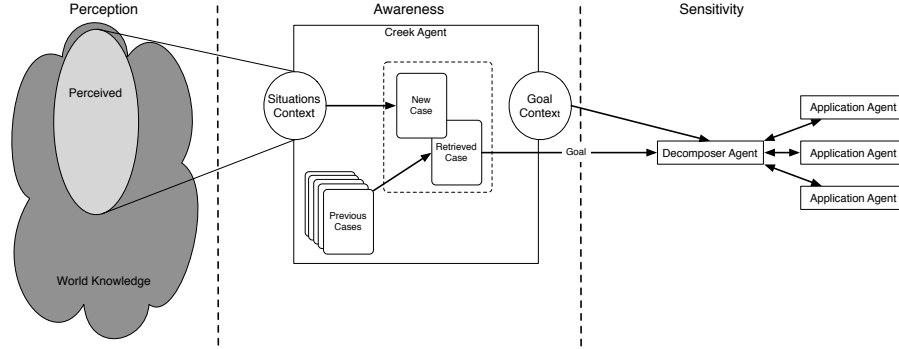 Perception
Awareness
Sensitivity
Creek Agent
Perceived
Situations
Context
New
Case
Goal
Context
Retrieved
Case
Goal
Decomposer Agent
Application Agent
Application Agent
Application Agent
Previous
Cases
World Knowledge